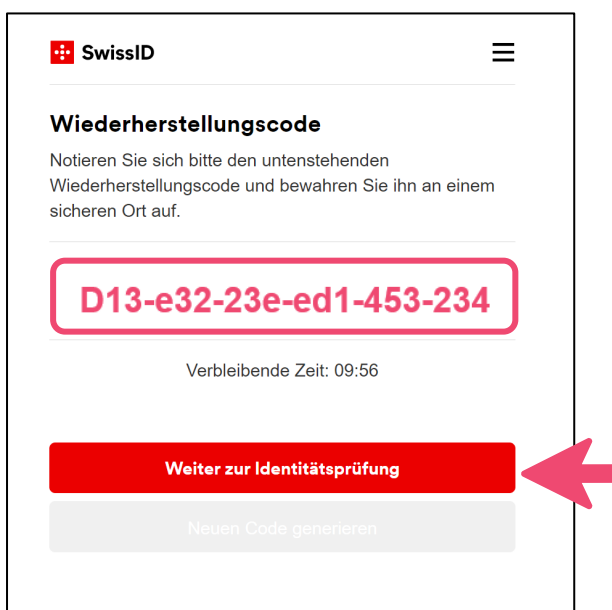 SwissID
Wiederherstellungscode
Notieren Sie sich bitte den untenstehenden
Wiederherstellungscode und bewahren Sie ihn an einem
sicheren Ort auf.
D13-e32-23e-ed1-453-234
Verbleibende Zeit: 09:56
Weiter zur Identitätsprüfung
Neuen Code generieren